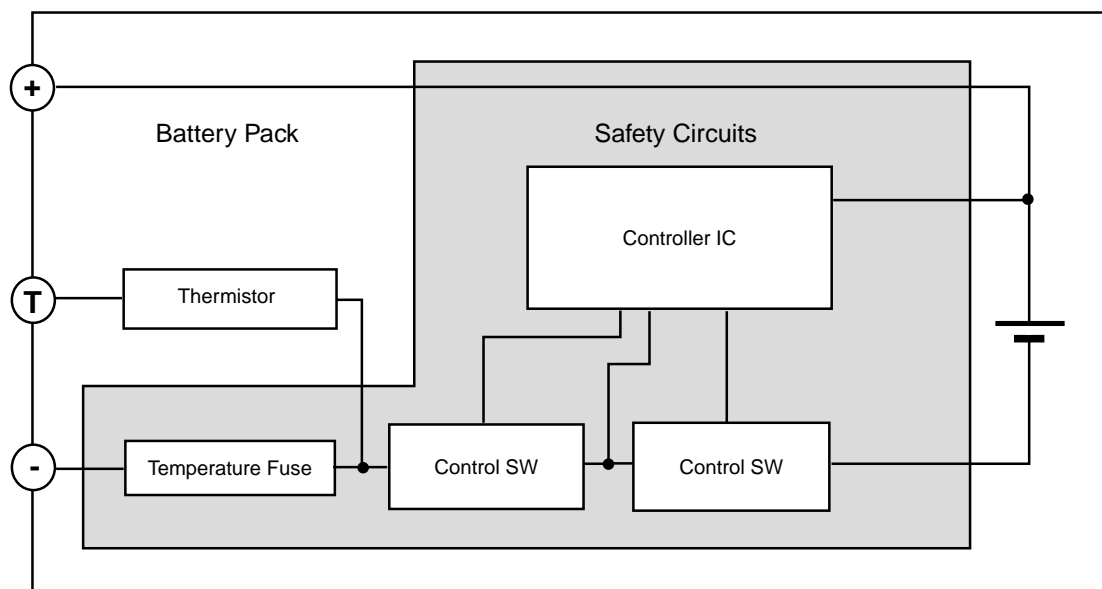 +
Battery Pack
Safety Circuits
Controller IC
T
Thermistor
-
Temperature Fuse
Control SW
Control SW